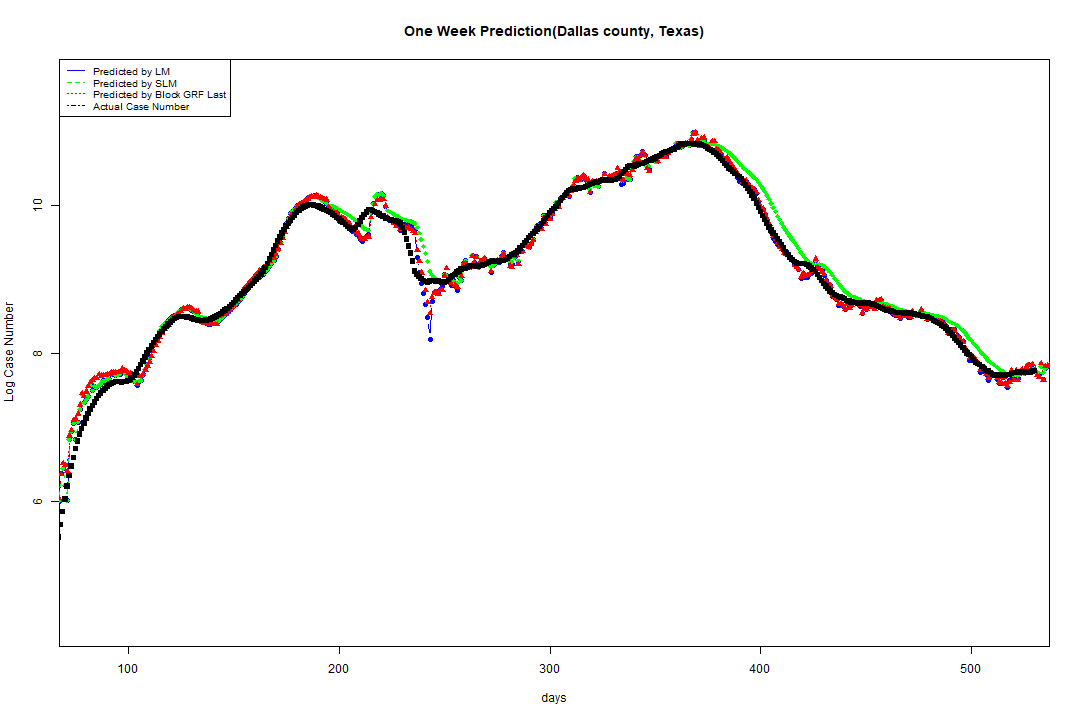 One Week Prediction(Dallas county, Texas)
Predicted by LM
Predicted by SLM
Predicted by Block GRF Last
Actual Case Number
10
8
6
Log Case Number
100 200 300 400 500
days